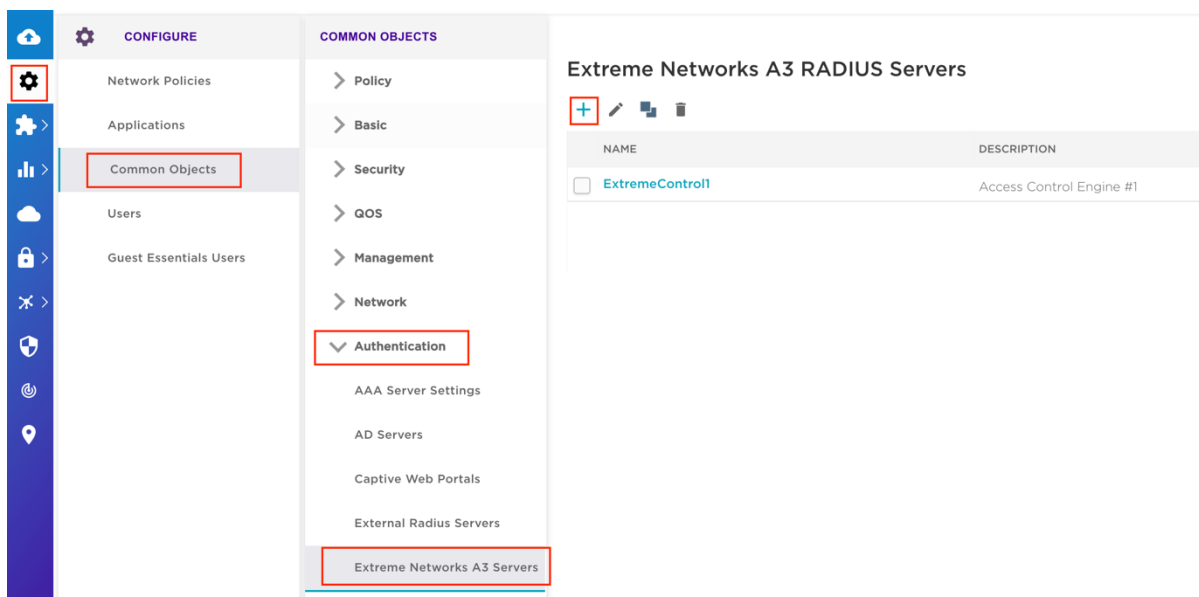 CONFIGURE
Network Policies
Applications
Common Objects
Users
Guest Essentials Users
COMMON OBJECTS
Policy
Basic
Security
QOS
Management
Network
Authentication
AAA Server Settings
AD Servers
Captive Web Portals
External Radius Servers
Extreme Networks A3 Servers
Extreme Networks A3 RADIUS Servers
NAME DESCRIPTION
ExtremeControl1 Access Control Engine #1